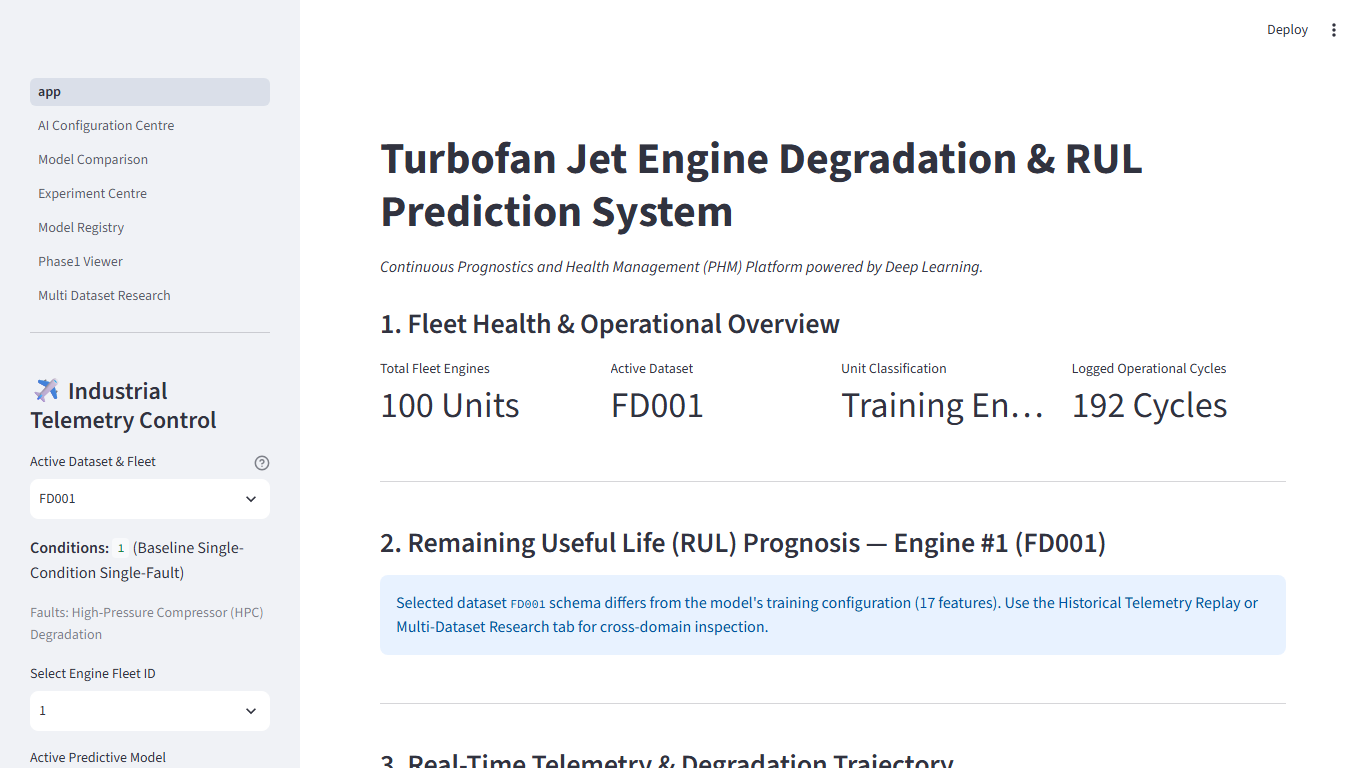 Deploy
app
AI Configuration Centre
Model Comparison
Experiment Centre
Model Registry
Phase1 Viewer
Multi Dataset Research
Industrial
Telemetry Control
Active Dataset & Fleet
FD001
Conditions: 1 (Baseline Single-
Condition Single-Fault)
Faults: High-Pressure Compressor (HPC)
Degradation
Select Engine Fleet ID
1
Active Predictive Model
Turbofan Jet Engine Degradation & RUL
Prediction System
Continuous Prognostics and Health Management (PHM) Platform powered by Deep Learning.
1. Fleet Health & Operational Overview
Total Fleet Engines
100 Units
Active Dataset
FD001
Unit Classification
Training En…
Logged Operational Cycles
192 Cycles
2. Remaining Useful Life (RUL) Prognosis — Engine #1 (FD001)
Selected dataset FD001 schema differs from the model's training configuration (17 features). Use the Historical Telemetry Replay or
Multi-Dataset Research tab for cross-domain inspection.
3. Real-Time Telemetry & Degradation Trajectory